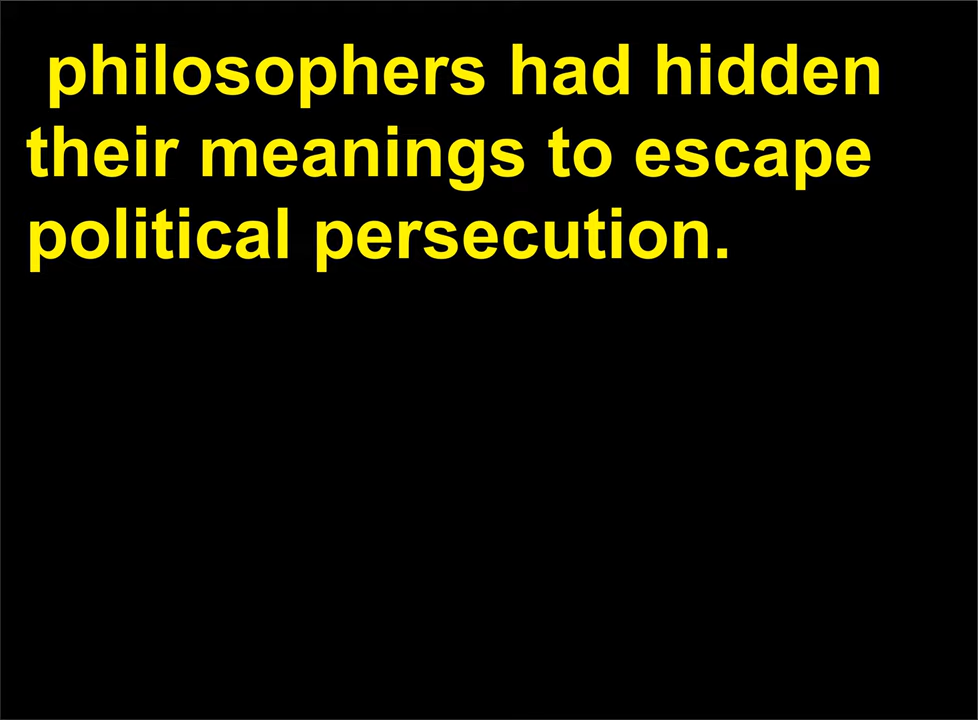 philosophers had hidden
their meanings to escape
political persecution.